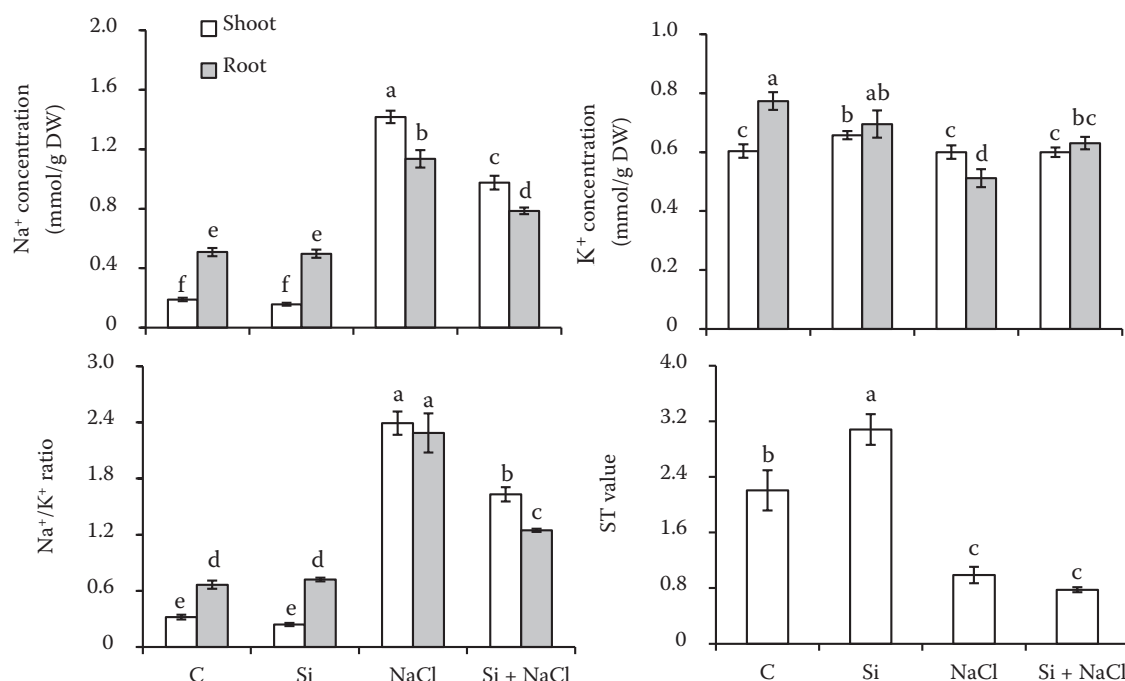 Shoot
Root
Na⁺ concentration
(mmol/g DW)
2.0
1.6
1.2
0.8
0.4
0
f
e
f
e
a
b
c
d
K⁺ concentration
(mmol/g DW)
1.0
0.8
0.6
0.4
0.2
0
c
a
b
ab
c
d
c
bc
Na⁺/K⁺ ratio
3.0
2.4
1.8
1.2
0.6
0
e
d
e
d
a
a
b
c
C
Si
NaCl
Si + NaCl
ST value
4.0
3.2
2.4
1.6
0.8
0
b
a
c
c
C
Si
NaCl
Si + NaCl